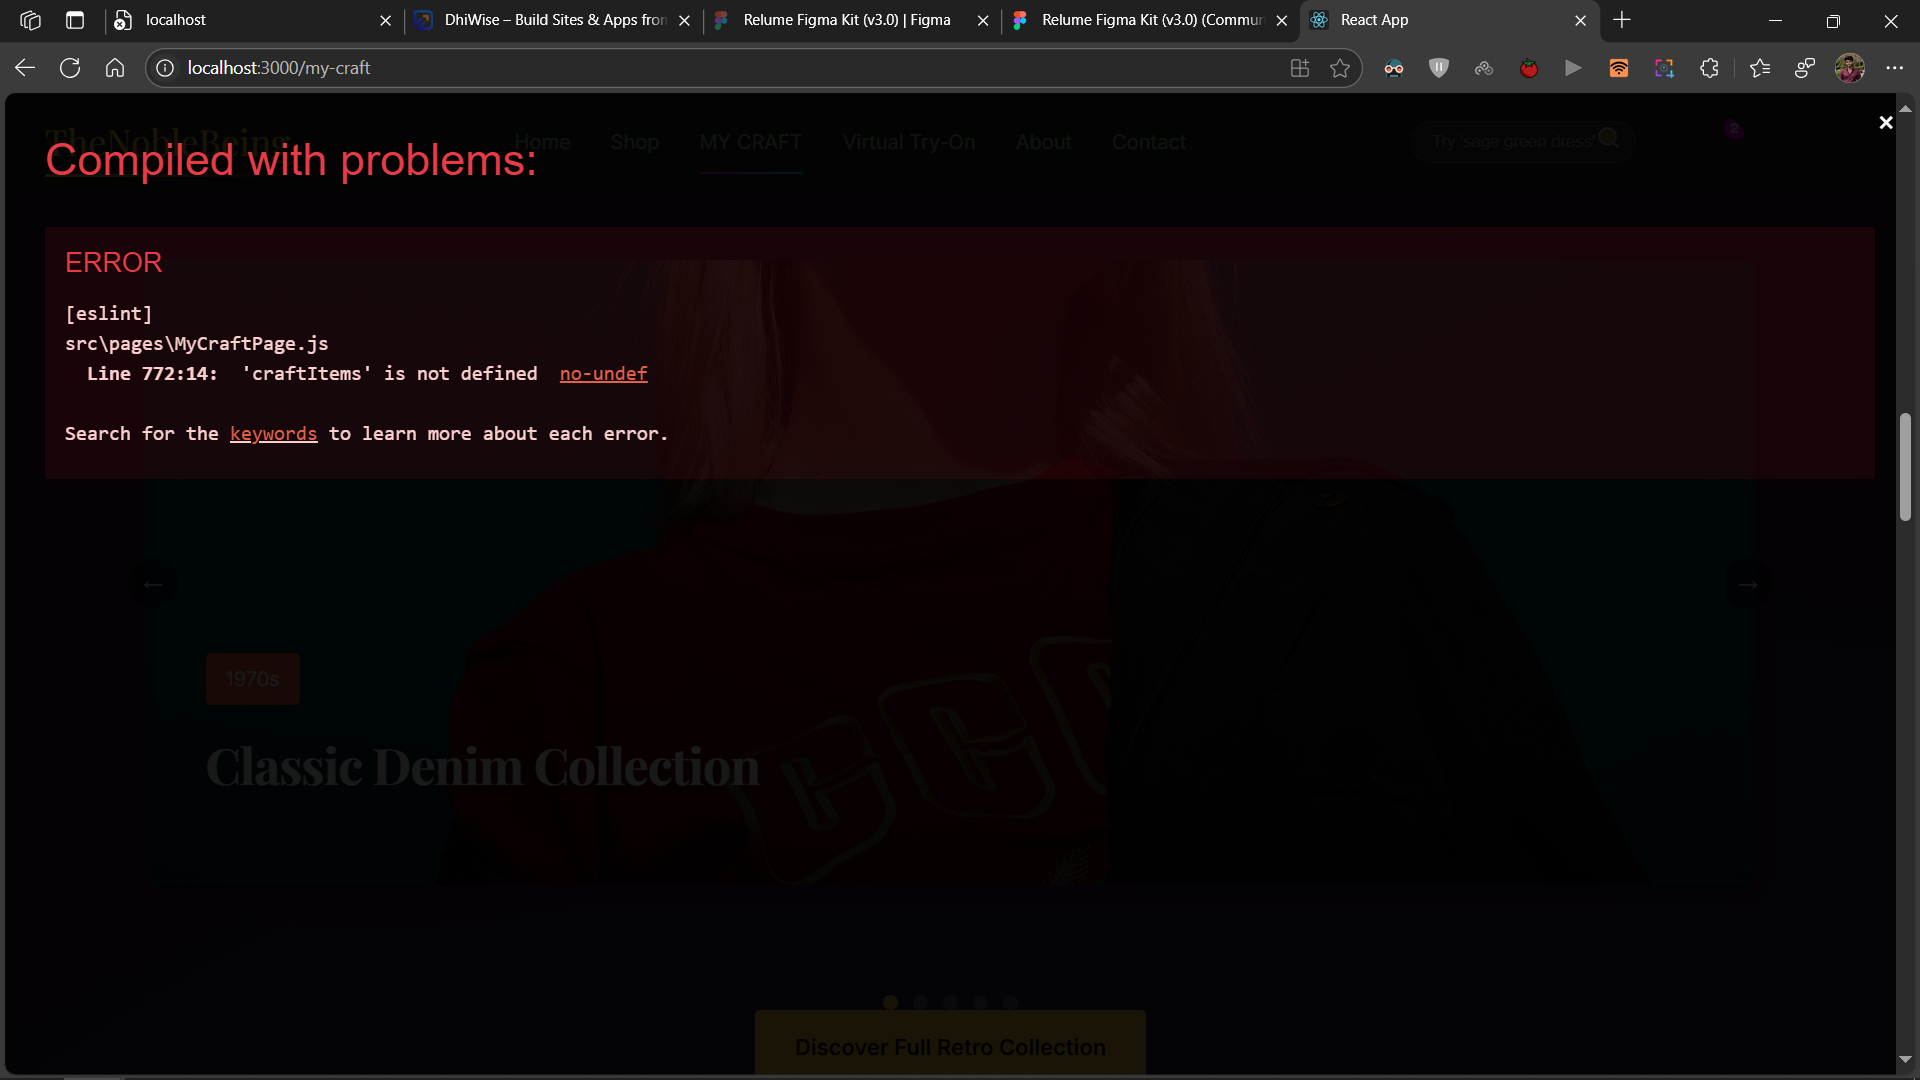 localhost
DhiWise – Build Sites & Apps fron
Relume Figma Kit (v3.0) | Figma
Relume Figma Kit (v3.0) (Commun
React App
localhost:3000/my-craft
TheNobleBeing
Home
Shop
MY CRAFT
Virtual Try-On
About
Contact
Try 'sage green dress'
2
Compiled with problems:
ERROR
[eslint]
src\pages\MyCraftPage.js
Line 772:14: 'craftItems' is not defined no-undef
Search for the keywords to learn more about each error.
1970s
Classic Denim Collection
Discover Full Retro Collection